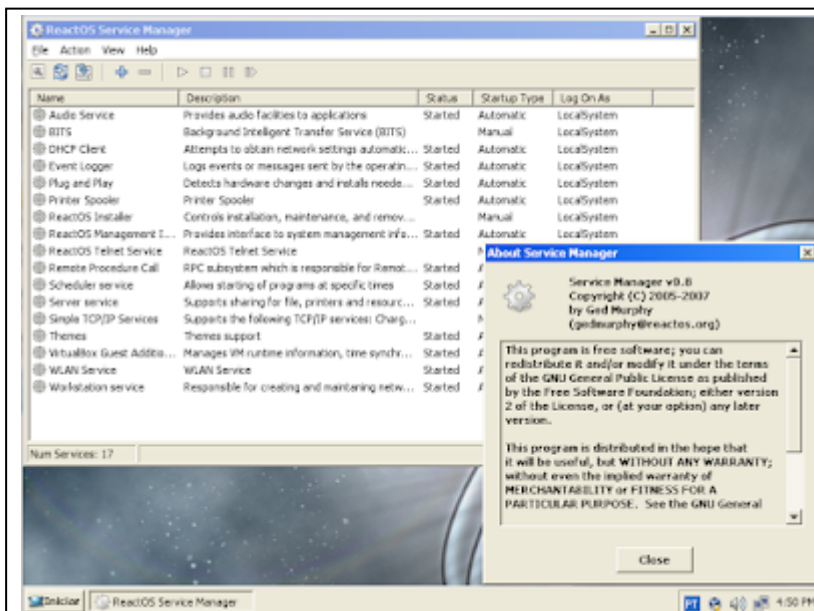 ReactOS Service Manager
File Action View Help
Name Description Status Startup Type Log On As
Audio Service Provides audio facilities to applications Started Automatic LocalSystem
BITS Background Intelligent Transfer Service (BITS) Manual LocalSystem
DHCP Client Attempts to obtain network settings automatic... Started Automatic LocalSystem
Event Logger Logs events or messages sent by the operatin... Started Automatic LocalSystem
Plug and Play Detects hardware changes and installs neede... Started Automatic LocalSystem
Printer Spooler Printer Spooler Started Automatic LocalSystem
ReactOS Installer Controls installation, maintenance, and remov... Manual LocalSystem
ReactOS Management I... Provides interface to system management info... Started Automatic LocalSystem
ReactOS Telnet Service ReactOS Telnet Service
Remote Procedure Call RPC subsystem which is responsible for Remot... Started
Scheduler service Allows starting of programs at specific times Started
Server service Supports sharing for file, printers and resourc... Started
Simple TCP/IP Services Supports the following TCP/IP services: Charg...
Themes Themes support Started
VirtualBox Guest Additio... Manages VM runtime information, time synchr... Started
WLAN Service WLAN Service Started
Workstation service Responsible for creating and maintaning netw... Started
Num Services: 17
About Service Manager
Service Manager v0.8
Copyright (C) 2005-2007
by Ged Murphy
(gedmurphy@reactos.org)
This program is free software; you can
redistribute it and/or modify it under the terms
of the GNU General Public License as published
by the Free Software Foundation; either version
2 of the License, or (at your option) any later
version.
This program is distributed in the hope that
it will be useful, but WITHOUT ANY WARRANTY;
without even the implied warranty of
MERCHANTABILITY or FITNESS FOR A
PARTICULAR PURPOSE. See the GNU General
Close
Iniciar ReactOS Service Manager PT 4:50 PM